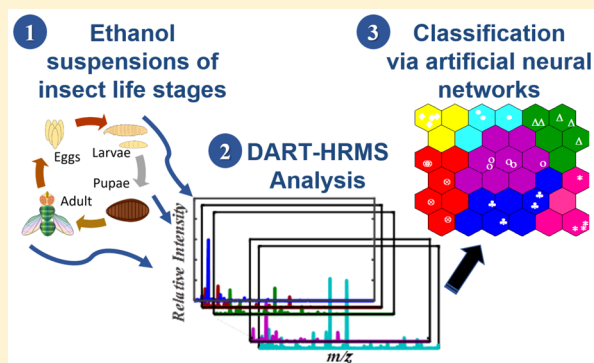 1 Ethanol
suspensions of
insect life stages
Eggs
Larvae
Pupae
Adult
2 DART-HRMS
Analysis
Relative Intensity
m/z
3 Classification
via artificial neural
networks